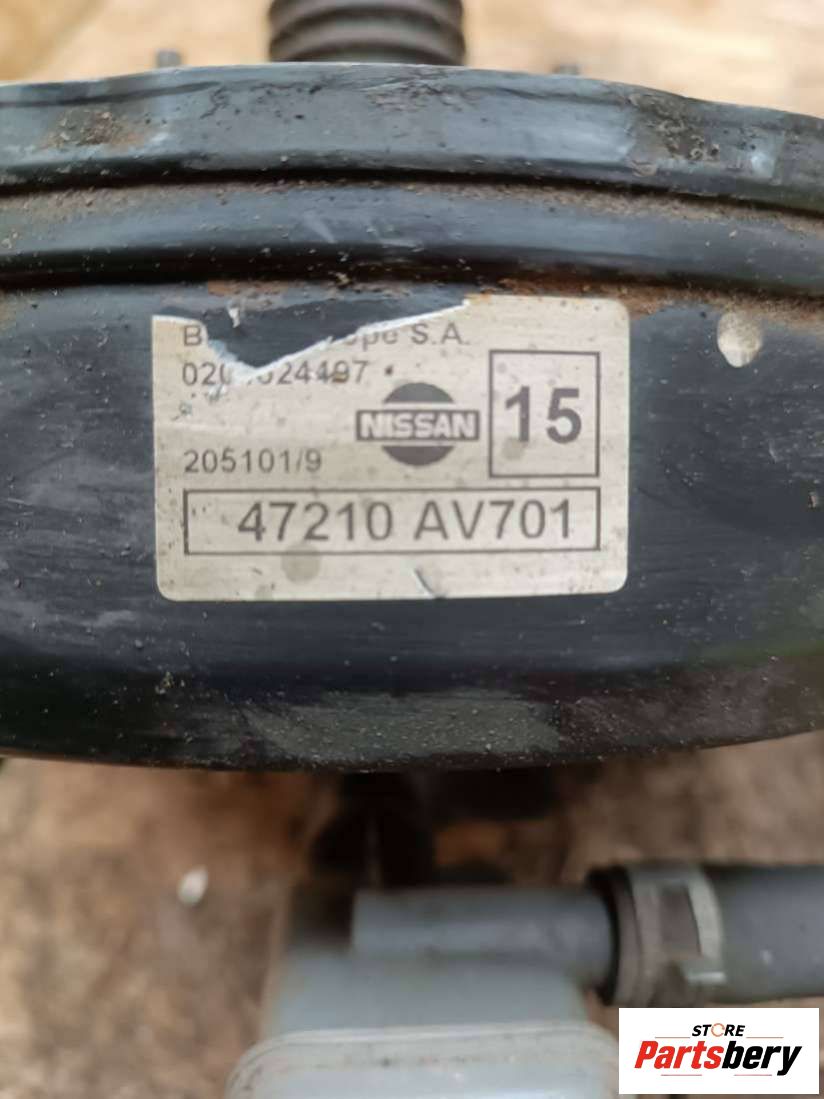 S.A.
NISSAN
15
205101/9
47210 AV701
STORE
Partsbery